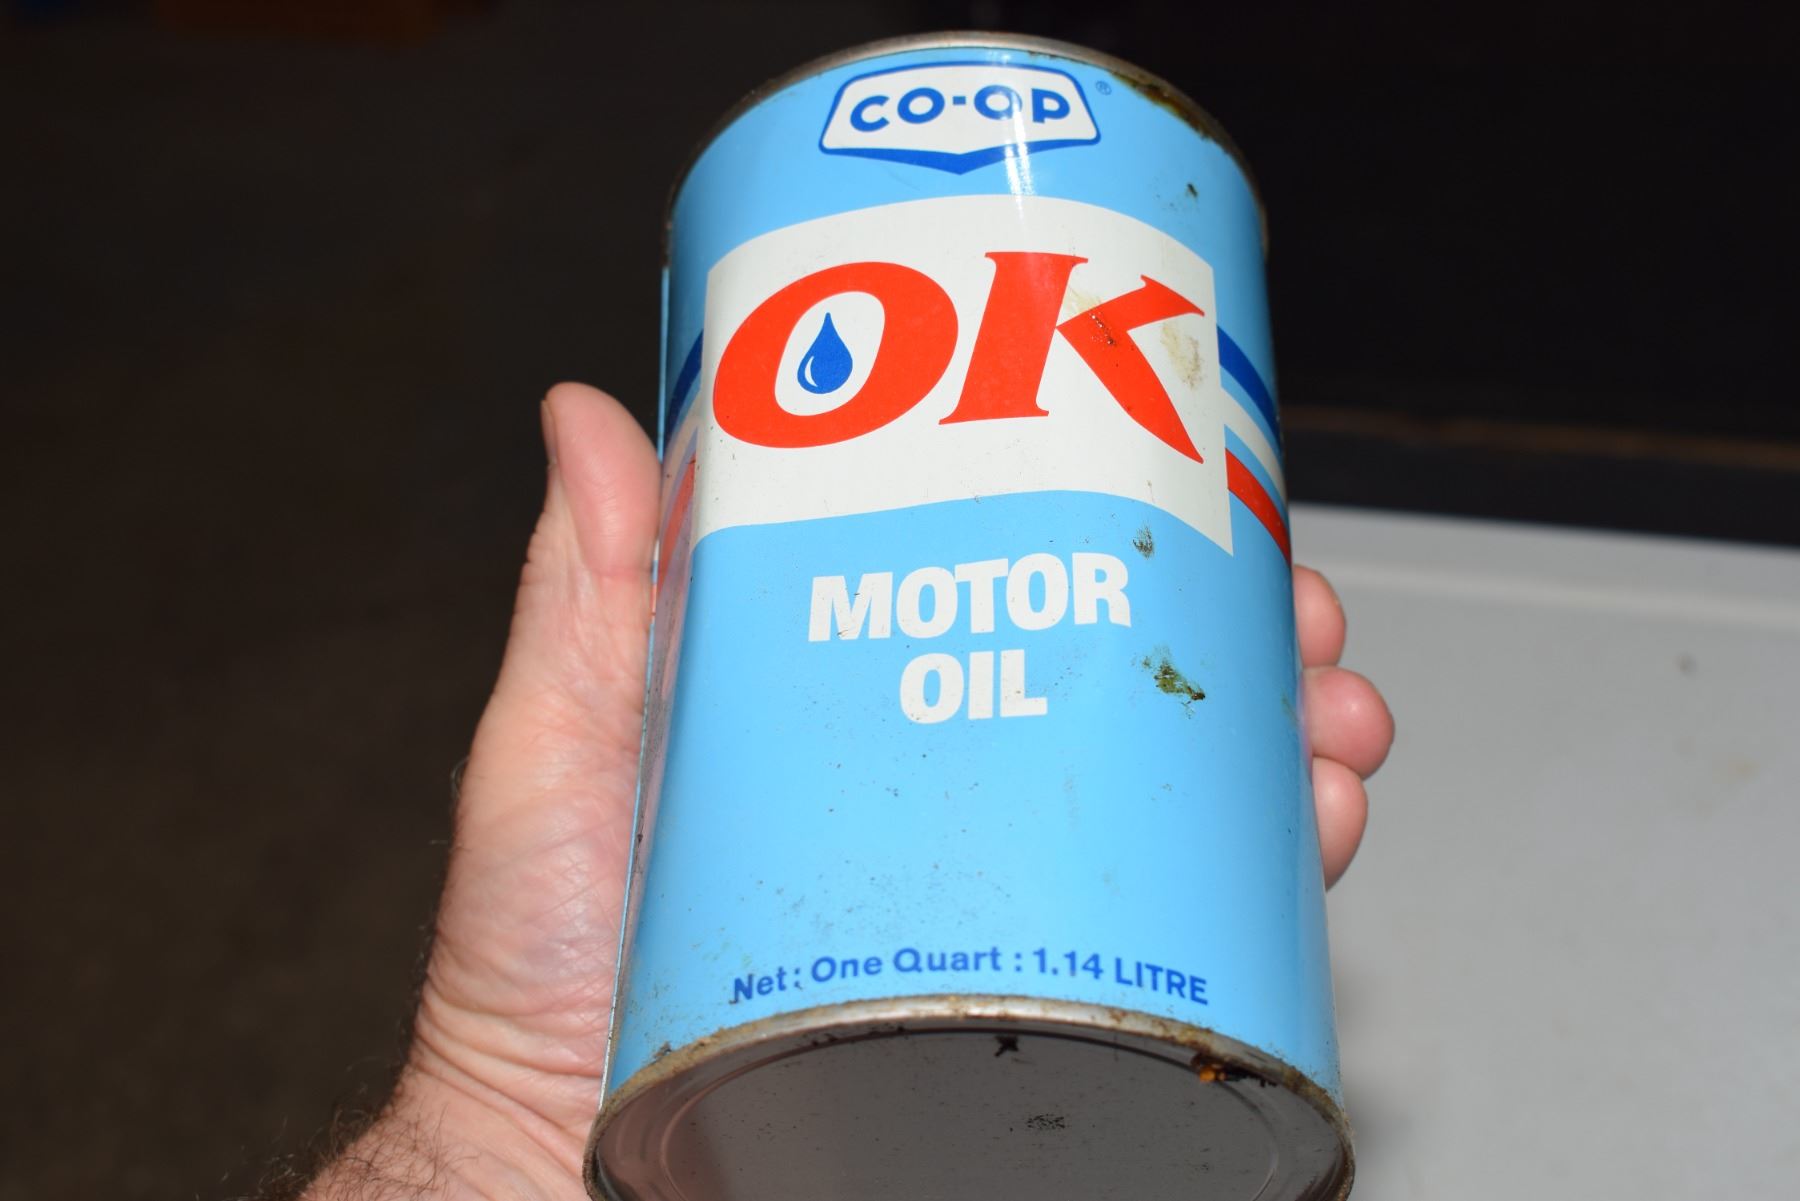 CO-OP ®
OK
MOTOR
OIL
Net: One Quart : 1.14 LITRE